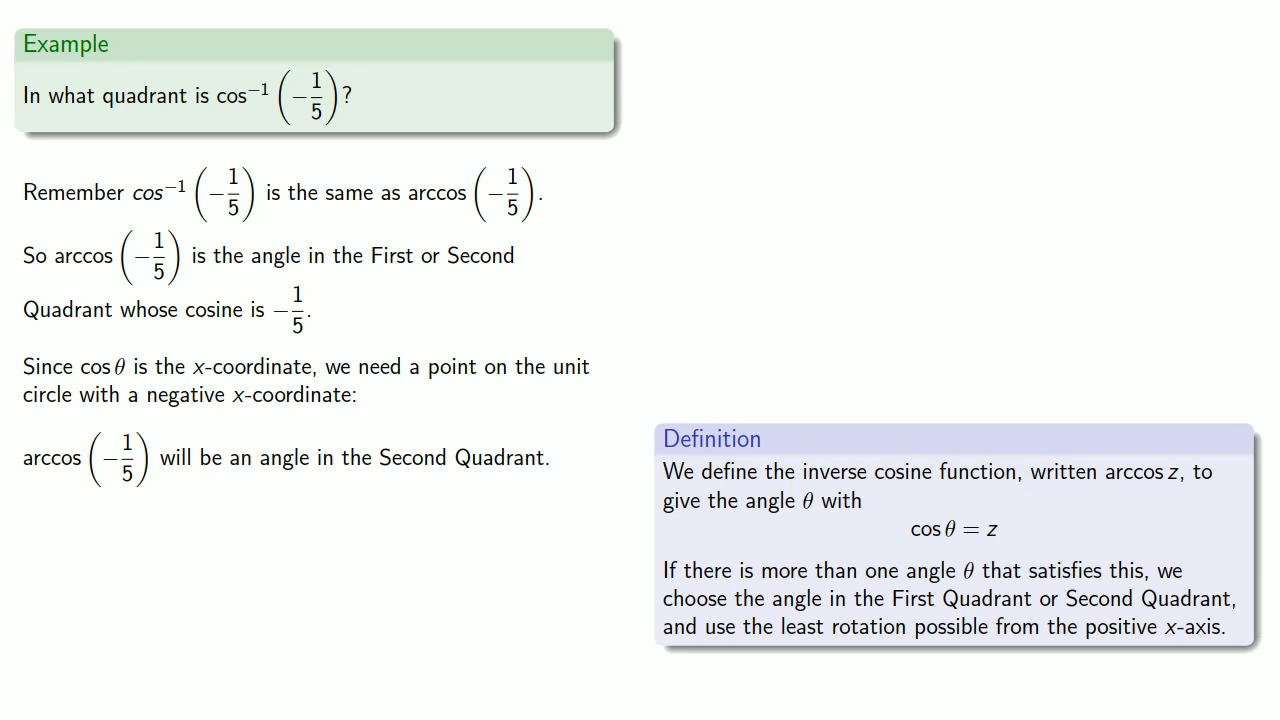 Example
In what quadrant is cos⁻¹ (−1/5)?
Remember cos⁻¹ (−1/5) is the same as arccos (−1/5).
So arccos (−1/5) is the angle in the First or Second
Quadrant whose cosine is −1/5.
Since cos θ is the x-coordinate, we need a point on the unit
circle with a negative x-coordinate:
arccos (−1/5) will be an angle in the Second Quadrant.
Definition
We define the inverse cosine function, written arccos z, to
give the angle θ with
cos θ = z
If there is more than one angle θ that satisfies this, we
choose the angle in the First Quadrant or Second Quadrant,
and use the least rotation possible from the positive x-axis.